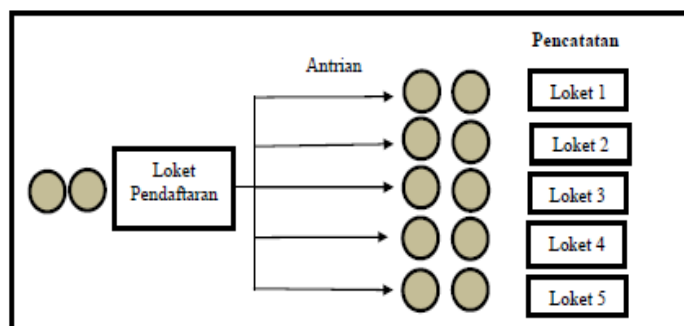 Pencatatan
Antrian
Loket 1
Loket 2
Loket
Pendaftaran
Loket 3
Loket 4
Loket 5